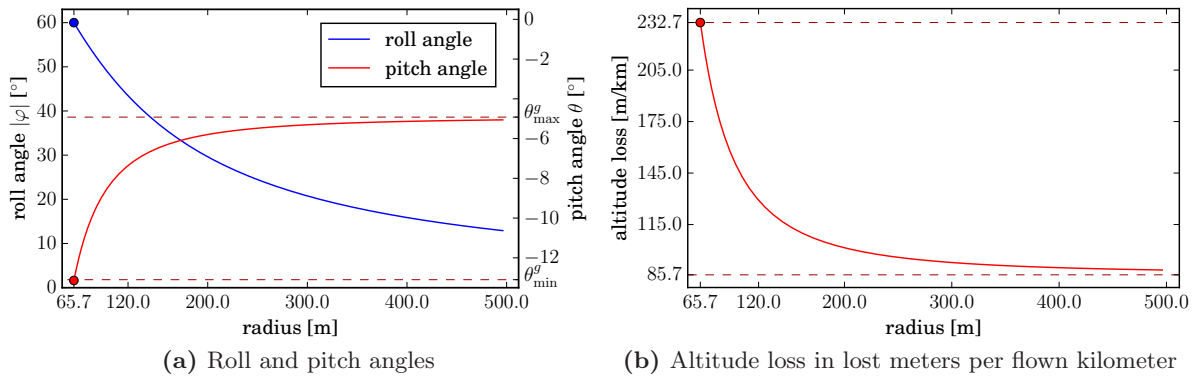 60
50
40
30
20
10
0
roll angle |φ| [°]
roll angle
pitch angle
0
−2
θ^g_max
−6
−8
−10
−12
θ^g_min
pitch angle θ [°]
65.7 120.0 200.0 300.0 400.0 500.0
radius [m]
(a) Roll and pitch angles
232.7
205.0
175.0
145.0
115.0
85.7
altitude loss [m/km]
65.7 120.0 200.0 300.0 400.0 500.0
radius [m]
(b) Altitude loss in lost meters per flown kilometer